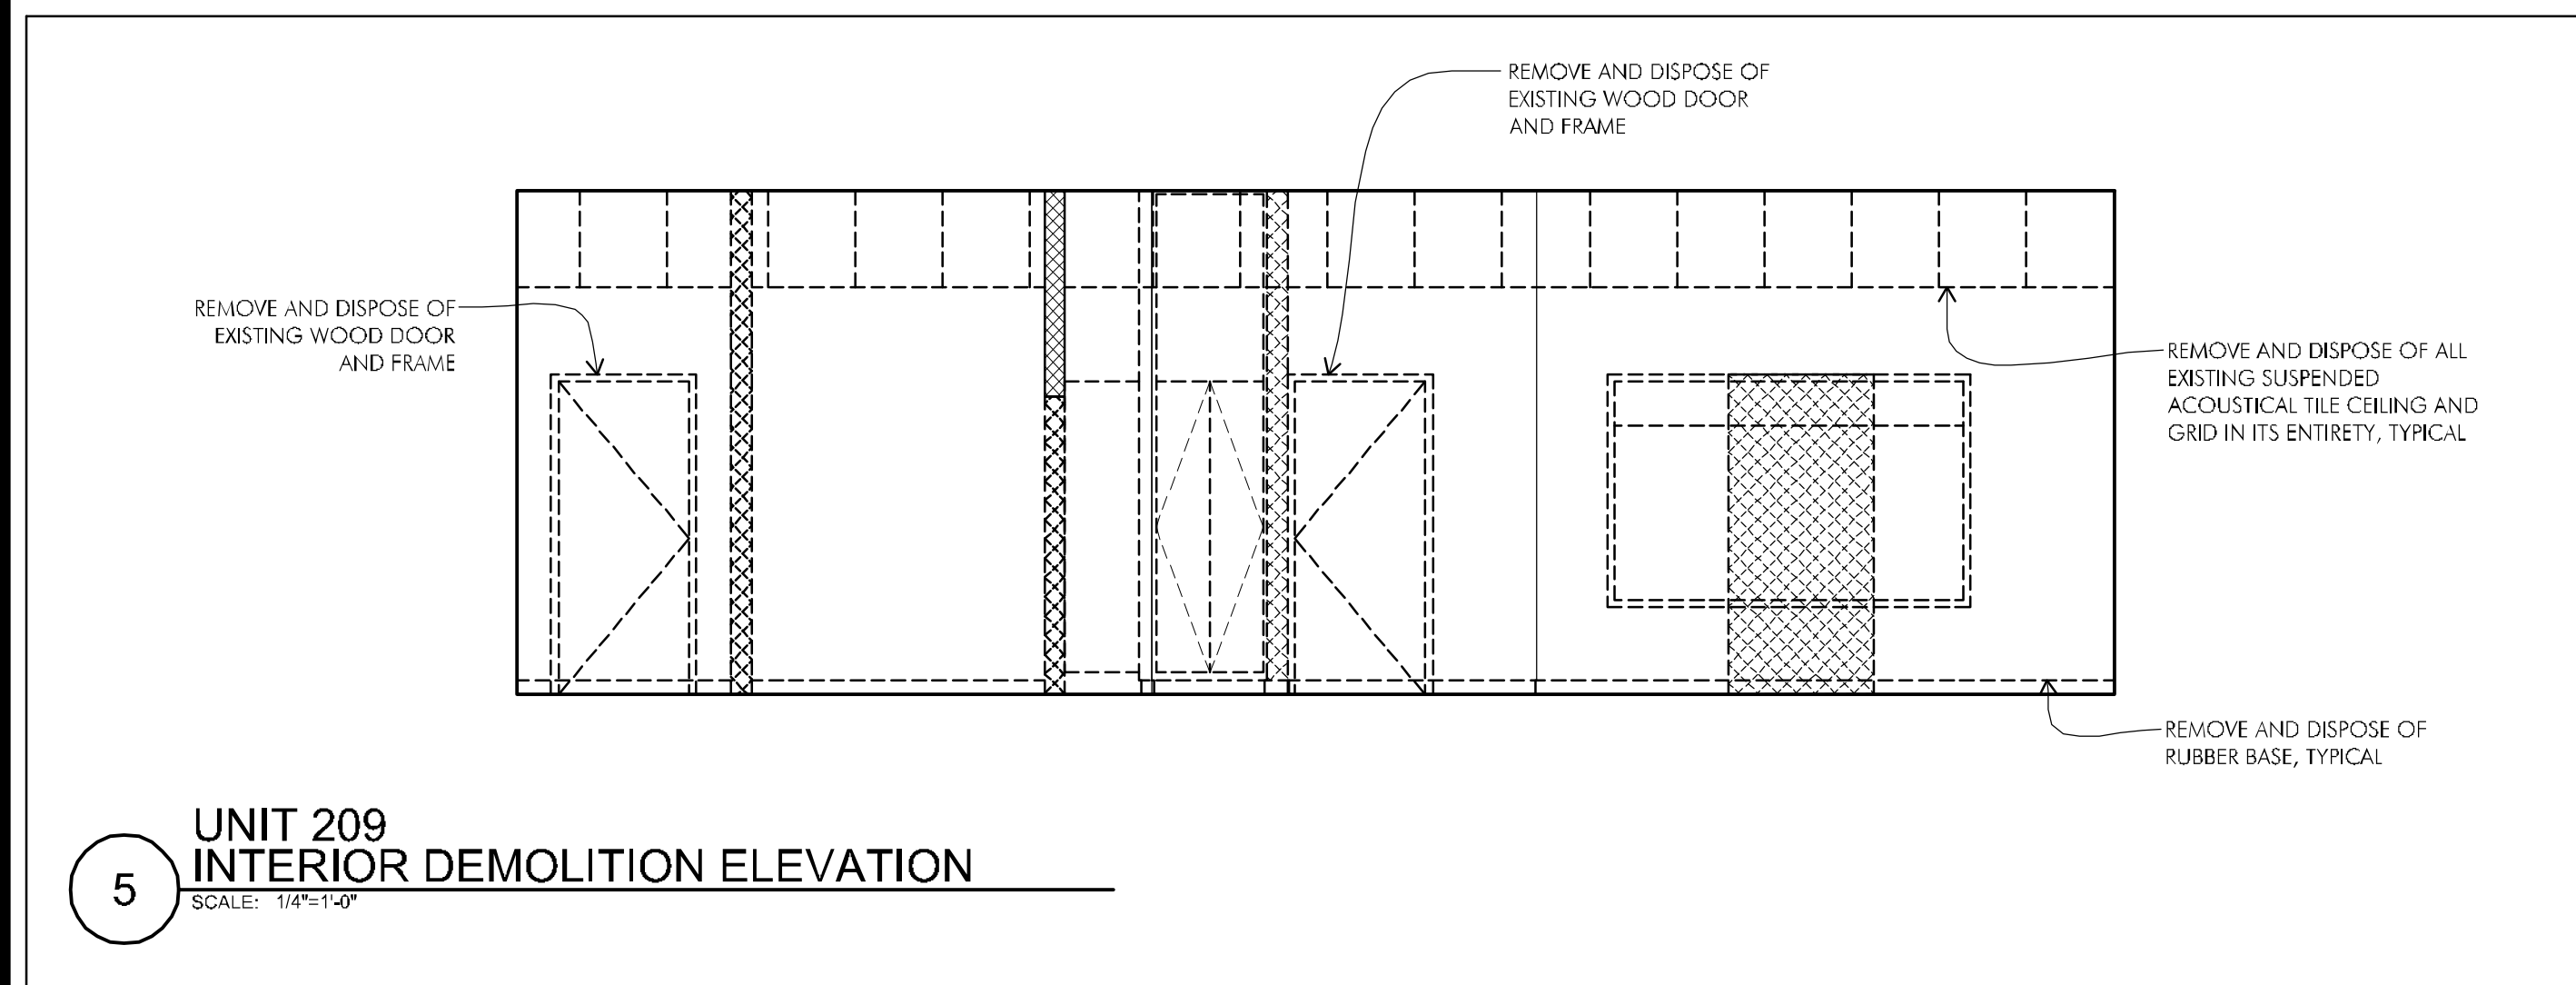 REMOVE AND DISPOSE OF
EXISTING WOOD DOOR
AND FRAME
REMOVE AND DISPOSE OF
EXISTING WOOD DOOR
AND FRAME
REMOVE AND DISPOSE OF ALL
EXISTING SUSPENDED
ACOUSTICAL TILE CEILING AND
GRID IN ITS ENTIRETY, TYPICAL
REMOVE AND DISPOSE OF
RUBBER BASE, TYPICAL
5
UNIT 209
INTERIOR DEMOLITION ELEVATION
SCALE: 1/4"=1'-0"